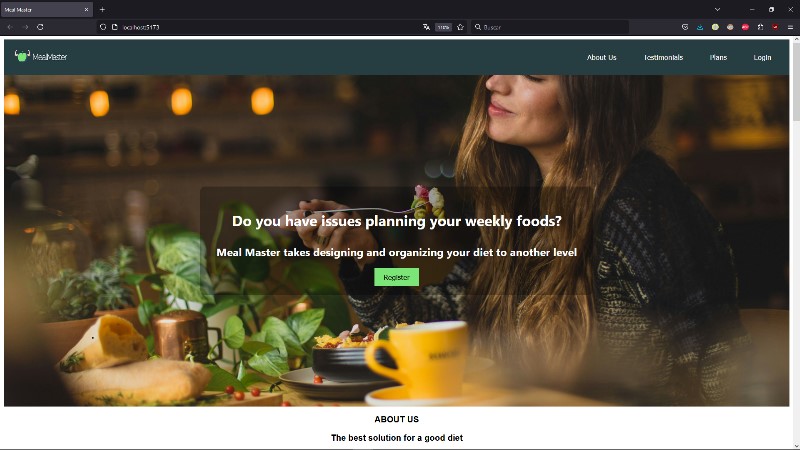 Meal Master
localhost:5173
110%
Buscar
MealMaster
About Us
Testimonials
Plans
Login
Do you have issues planning your weekly foods?
Meal Master takes designing and organizing your diet to another level
Register
ABOUT US
The best solution for a good diet